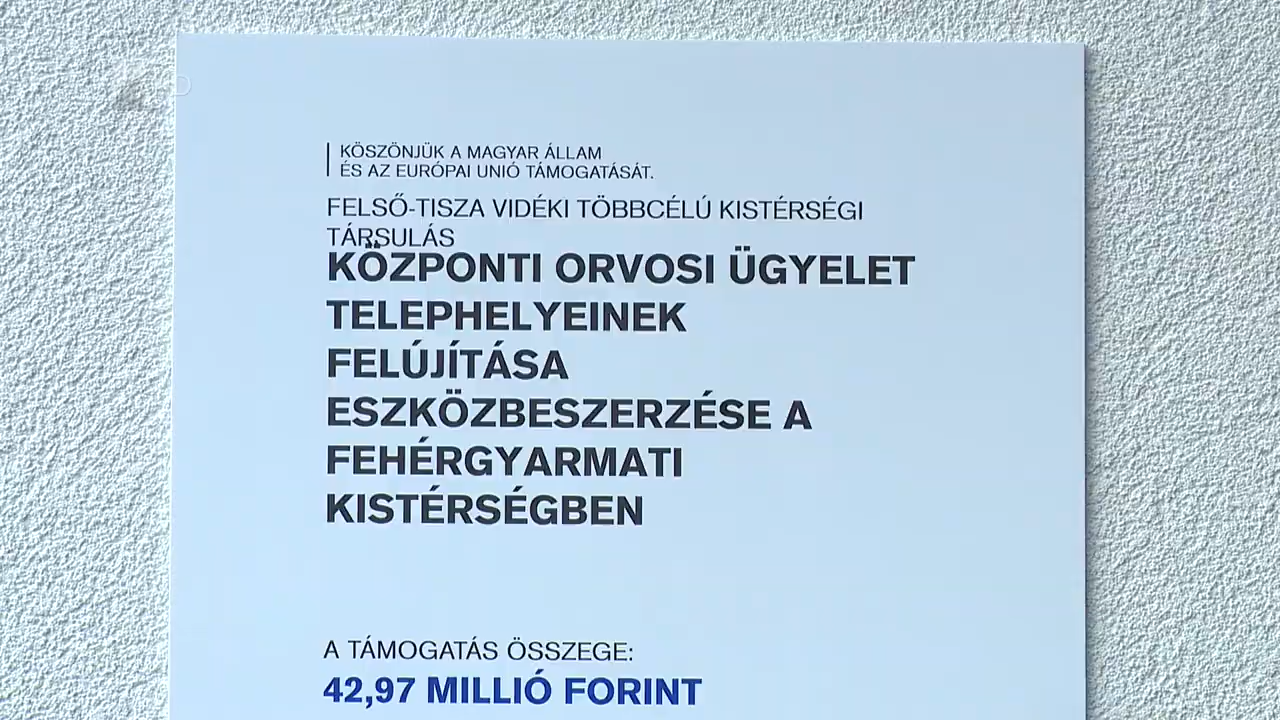 KÖSZÖNJÜK A MAGYAR ÁLLAM
ÉS AZ EURÓPAI UNIÓ TÁMOGATÁSÁT.
FELSŐ-TISZA VIDÉKI TÖBBCÉLÚ KISTÉRSÉGI
TÁRSULÁS
KÖZPONTI ORVOSI ÜGYELET
TELEPHELYEINEK
FELÚJÍTÁSA
ESZKÖZBESZERZÉSE A
FEHÉRGYARMATI
KISTÉRSÉGBEN
A TÁMOGATÁS ÖSSZEGE:
42,97 MILLIÓ FORINT